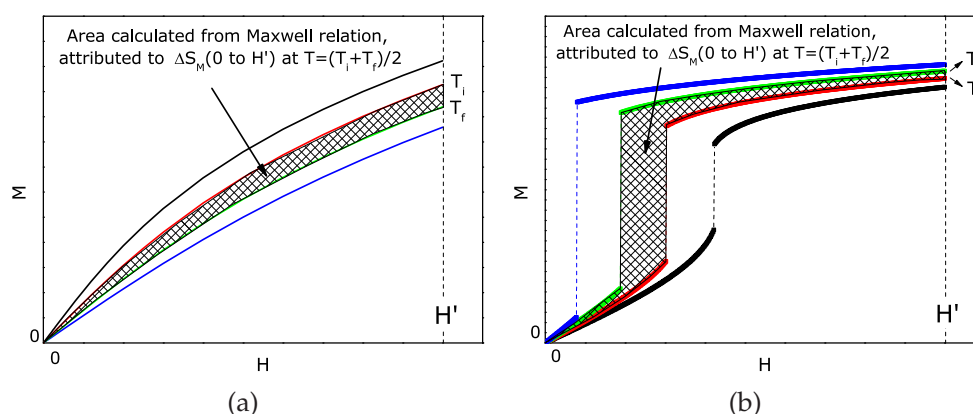 Area calculated from Maxwell relation,
attributed to ΔS_M(0 to H') at T=(T_i+T_f)/2
T_i
T_f
M
0
0
H
H'
(a)
Area calculated from Maxwell relation,
attributed to ΔS_M(0 to H') at T=(T_i+T_f)/2
T
T
M
0
0
H
H'
(b)